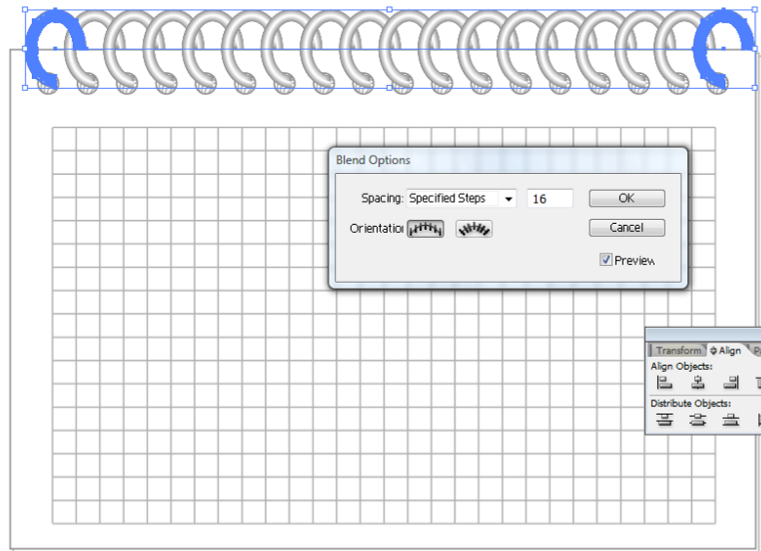 Blend Options
Spacing: Specified Steps 16 OK
Orientation Cancel
Preview
Transform Align P
Align Objects:
Distribute Objects: